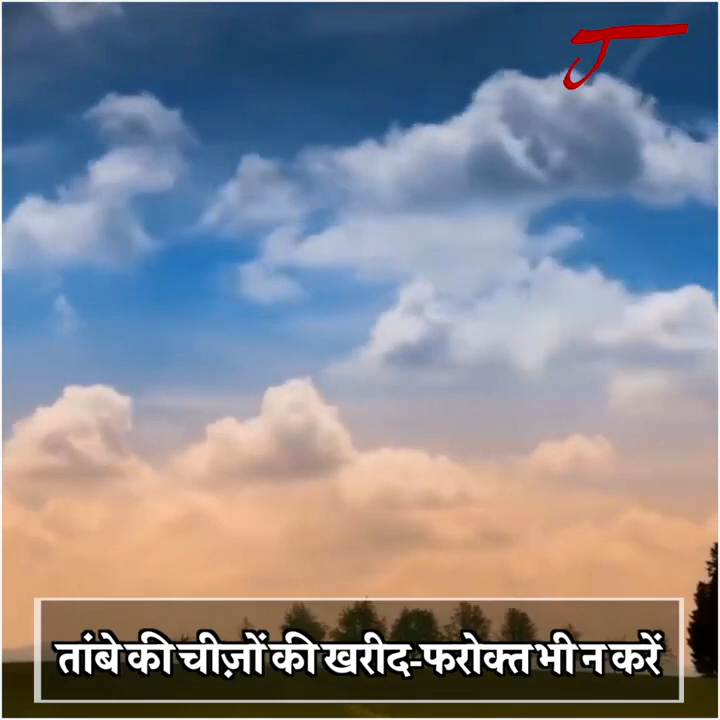 तांबे की चीज़ों की खरीद-फरोक्त भी न करें